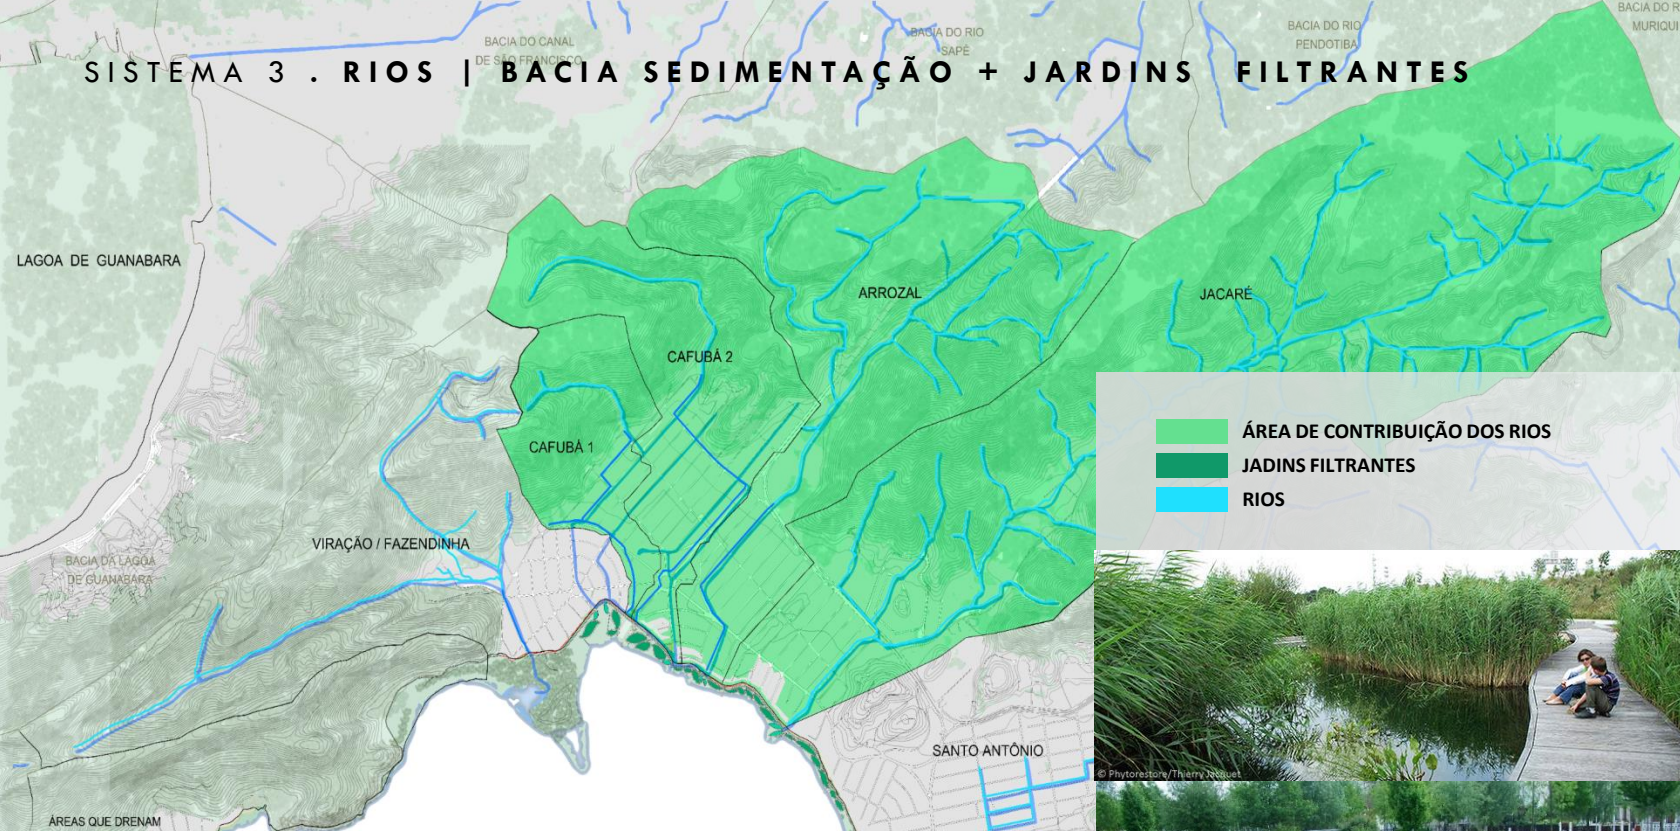 BACIA DO CANAL
DE SÃO FRANCISCO
BACIA DO RIO
SAPÊ
BACIA DO RIO
PENDOTIBA
BACIA DO R
MURIQUI
SISTEMA 3 . RIOS | BACIA SEDIMENTAÇÃO + JARDINS FILTRANTES
LAGOA DE GUANABARA
ARROZAL
JACARÉ
CAFUBÁ 2
CAFUBÁ 1
ÁREA DE CONTRIBUIÇÃO DOS RIOS
JADINS FILTRANTES
RIOS
VIRAÇÃO / FAZENDINHA
BACIA DA LAGOA
DE GUANABARA
SANTO ANTÔNIO
© Phytorestore/Thierry Jacquet
ÁREAS QUE DRENAM